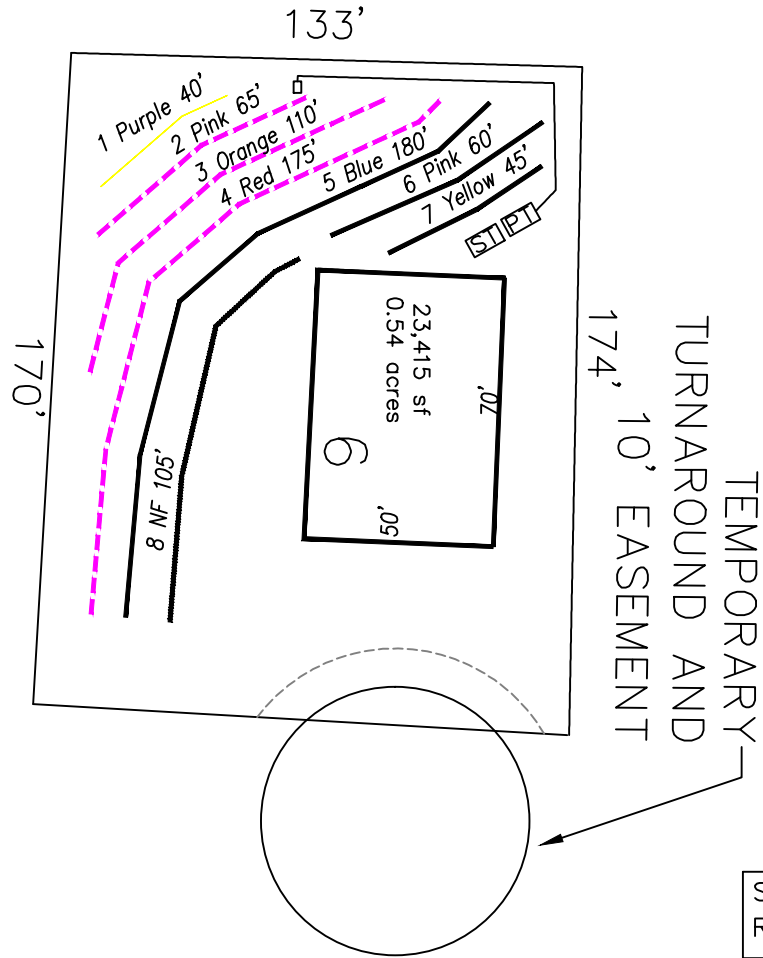 133'
1 Purple 40'
2 Pink 65'
3 Orange 110'
4 Red 175'
5 Blue 180'
6 Pink 60'
7 Yellow 45'
ST PT
23,415 sf
0.54 acres
70'
6
50'
8 NF 105'
170'
174'
TEMPORARY
TURNAROUND AND
10' EASEMENT
S
R